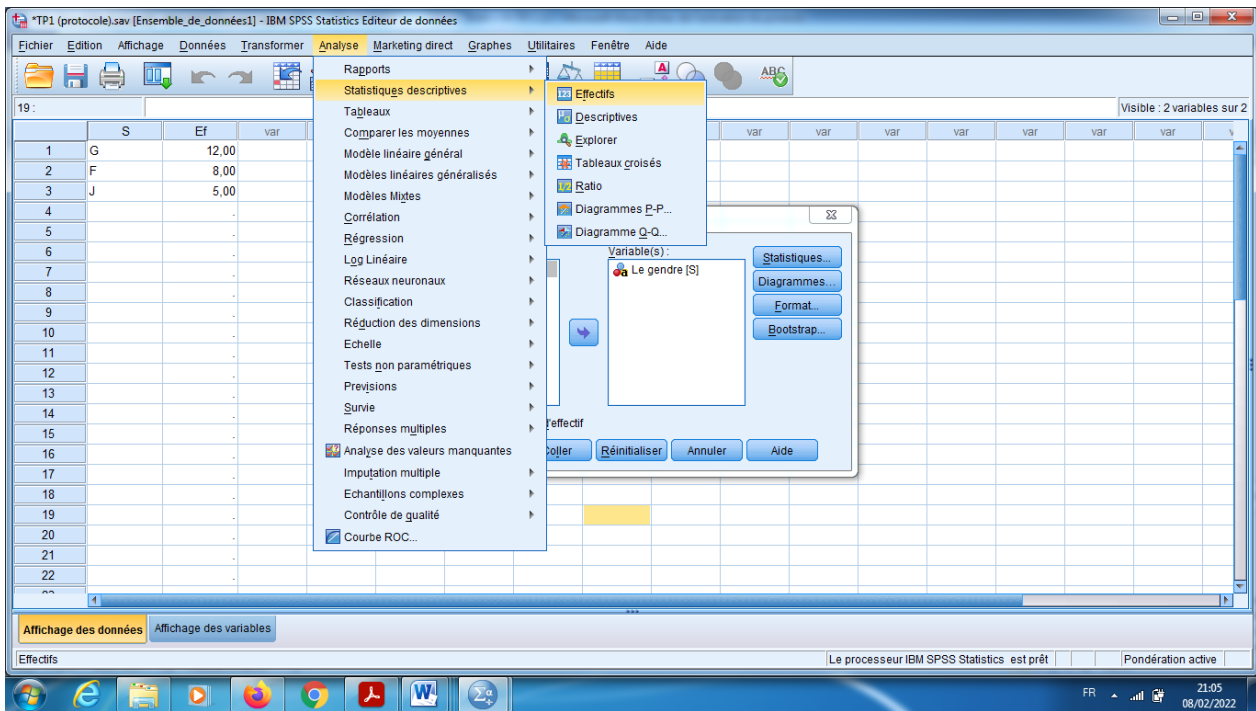 *TP1 (protocole).sav [Ensemble_de_données1] - IBM SPSS Statistics Editeur de données
Fichier Edition Affichage Données Transformer Analyse Marketing direct Graphes Utilitaires Fenêtre Aide
19 :
Visible : 2 variables sur 2
S Ef var var var var var var var var
1 G 12,00
2 F 8,00
3 J 5,00
4 .
5 .
6 .
7 .
8 .
9 .
10 .
11 .
12 .
13 .
14 .
15 .
16 .
17 .
18 .
19 .
20 .
21 .
22 .
Rapports
Statistiques descriptives
Tableaux
Comparer les moyennes
Modèle linéaire général
Modèles linéaires généralisés
Modèles Mixtes
Corrélation
Régression
Log Linéaire
Réseaux neuronaux
Classification
Réduction des dimensions
Echelle
Tests non paramétriques
Previsions
Survie
Réponses multiples
Analyse des valeurs manquantes
Imputation multiple
Echantillons complexes
Contrôle de qualité
Courbe ROC...
Effectifs
Descriptives
Explorer
Tableaux croisés
Ratio
Diagrammes P-P...
Diagramme Q-Q...
Variable(s) :
Le gendre [S]
Statistiques...
Diagrammes...
Format...
Bootstrap...
l'effectif
Coller Réinitialiser Annuler Aide
Affichage des données Affichage des variables
Effectifs
Le processeur IBM SPSS Statistics est prêt
Pondération active
FR
21:05
08/02/2022